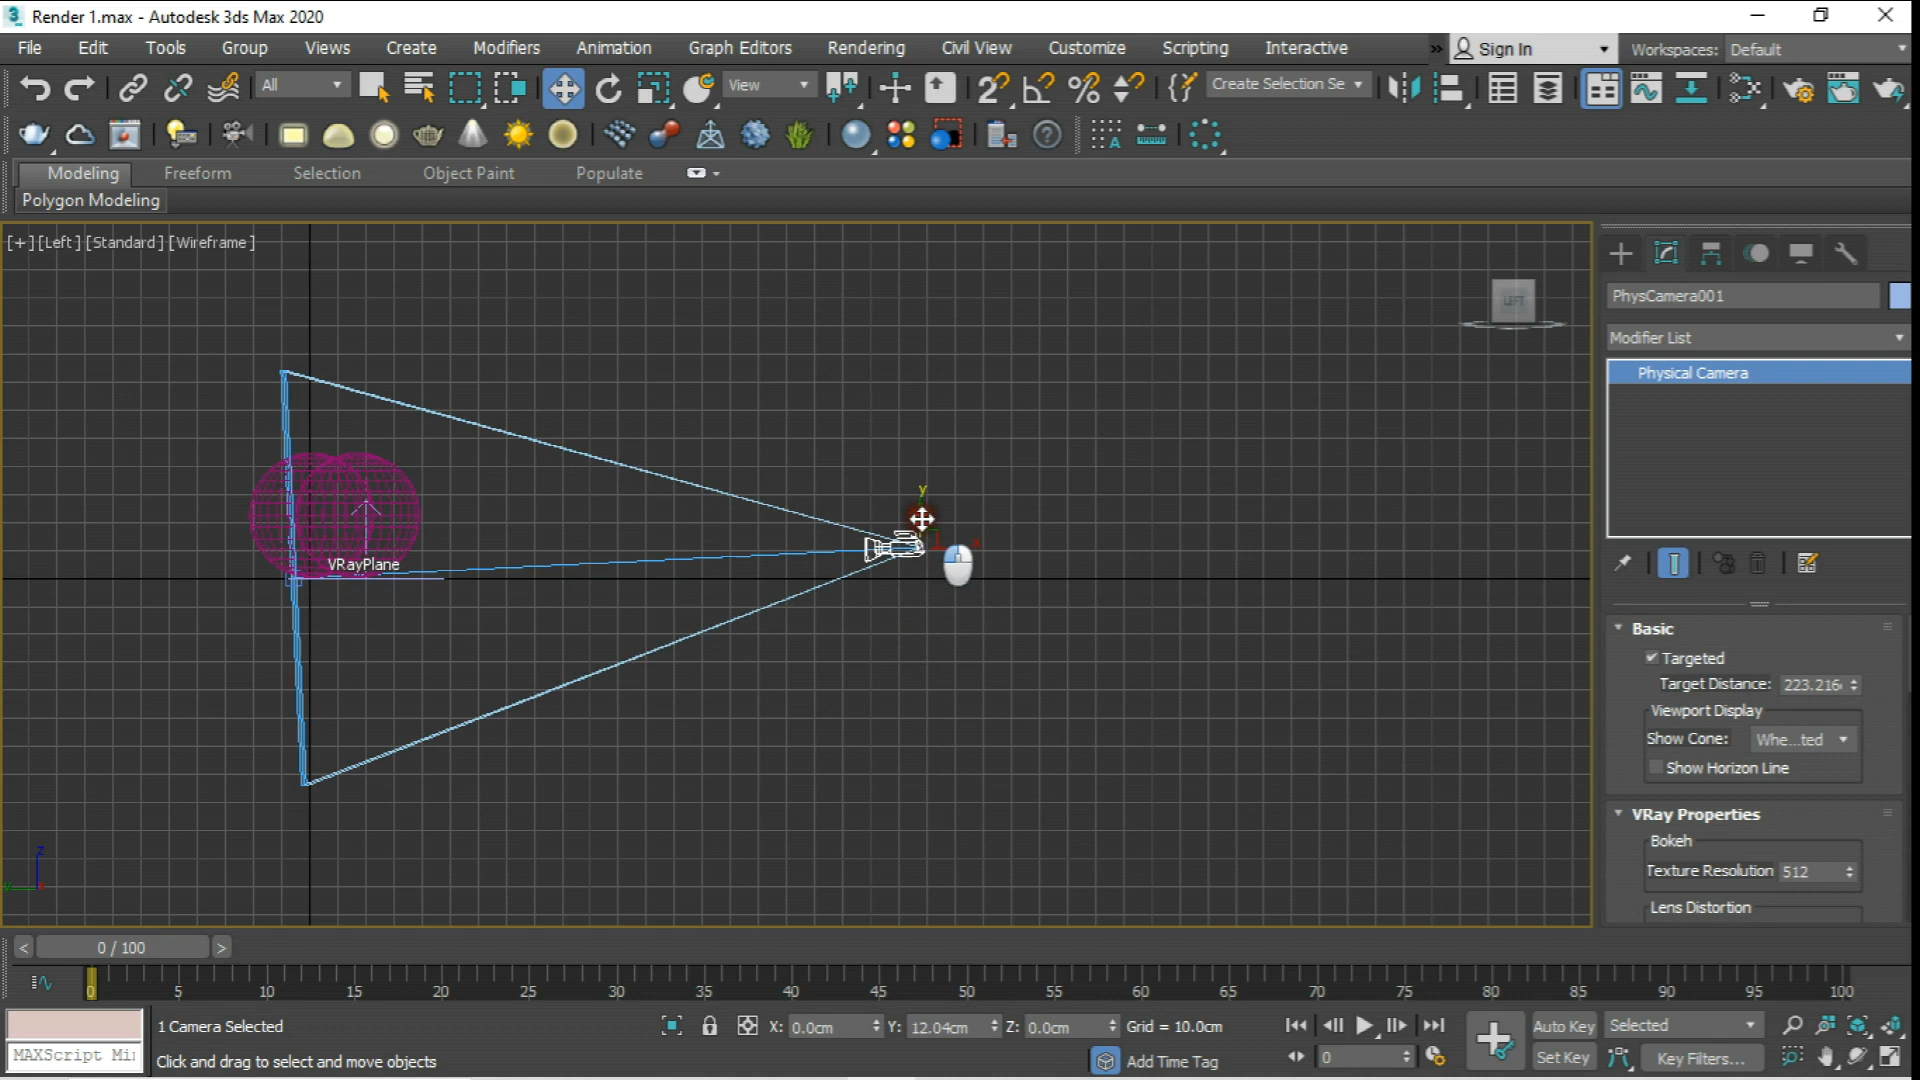 Render 1.max - Autodesk 3ds Max 2020
File Edit Tools Group Views Create Modifiers Animation Graph Editors Rendering Civil View Customize Scripting Interactive » Sign In Workspaces: Default
All View Create Selection Se
Modeling Freeform Selection Object Paint Populate
Polygon Modeling
[+] [Left] [Standard] [Wireframe]
LEFT
PhysCamera001
Modifier List
Physical Camera
y
x
VRayPlane
Basic
Targeted
Target Distance: 223.216
Viewport Display
Show Cone: Whe...ted
Show Horizon Line
VRay Properties
Bokeh
Texture Resolution 512
Lens Distortion
z
y
< 0 / 100 >
0 5 10 15 20 25 30 35 40 45 50 55 60 65 70 75 80 85 90 95 100
1 Camera Selected X: 0.0cm Y: 12.04cm Z: 0.0cm Grid = 10.0cm Auto Key Selected
MAXScript Mi
Click and drag to select and move objects Add Time Tag 0 Set Key Key Filters...